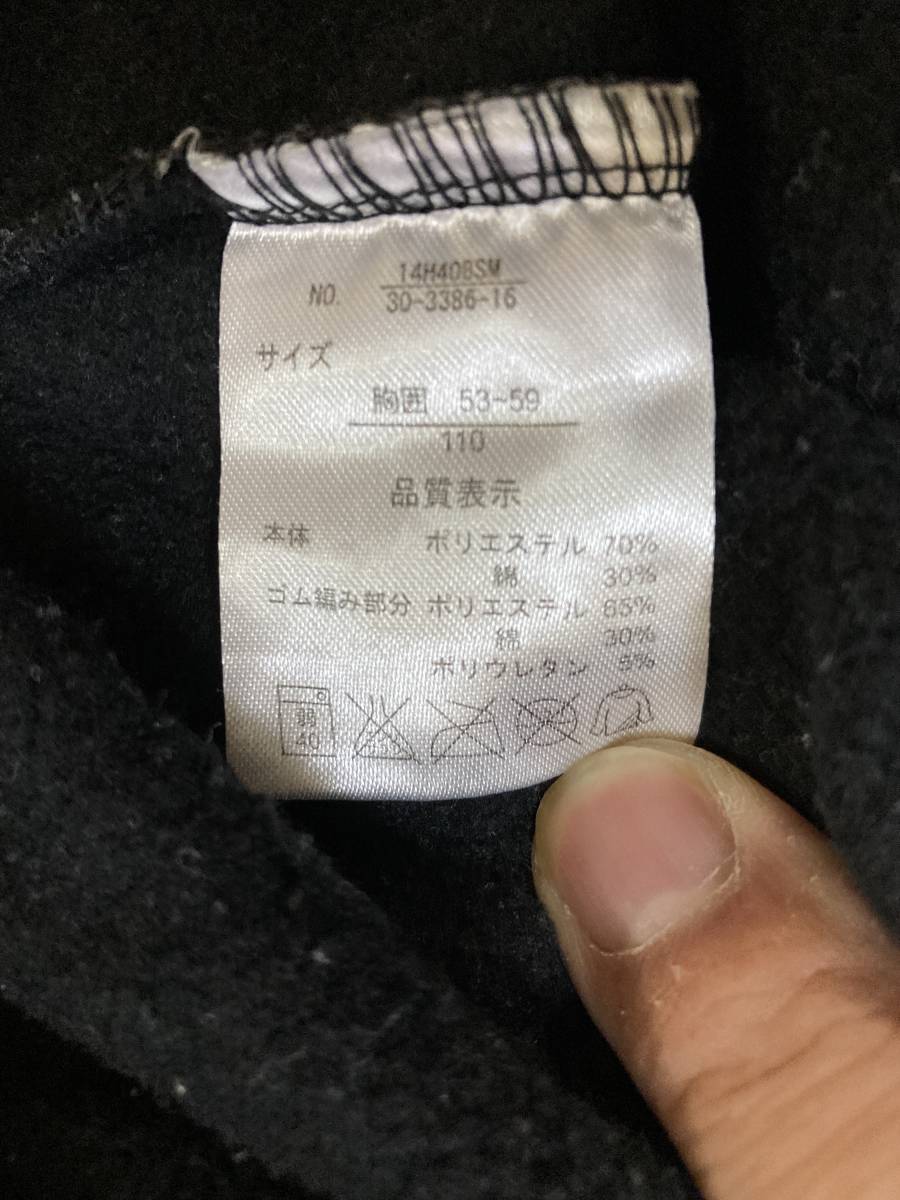 14H408SM
NO. 30-3386-16
サイズ
胸囲 53~59
110
品質表示
本体 ポリエステル 70%
綿 30%
ゴム編み部分 ポリエステル 65%
綿 30%
ポリウレタン 5%
弱
40